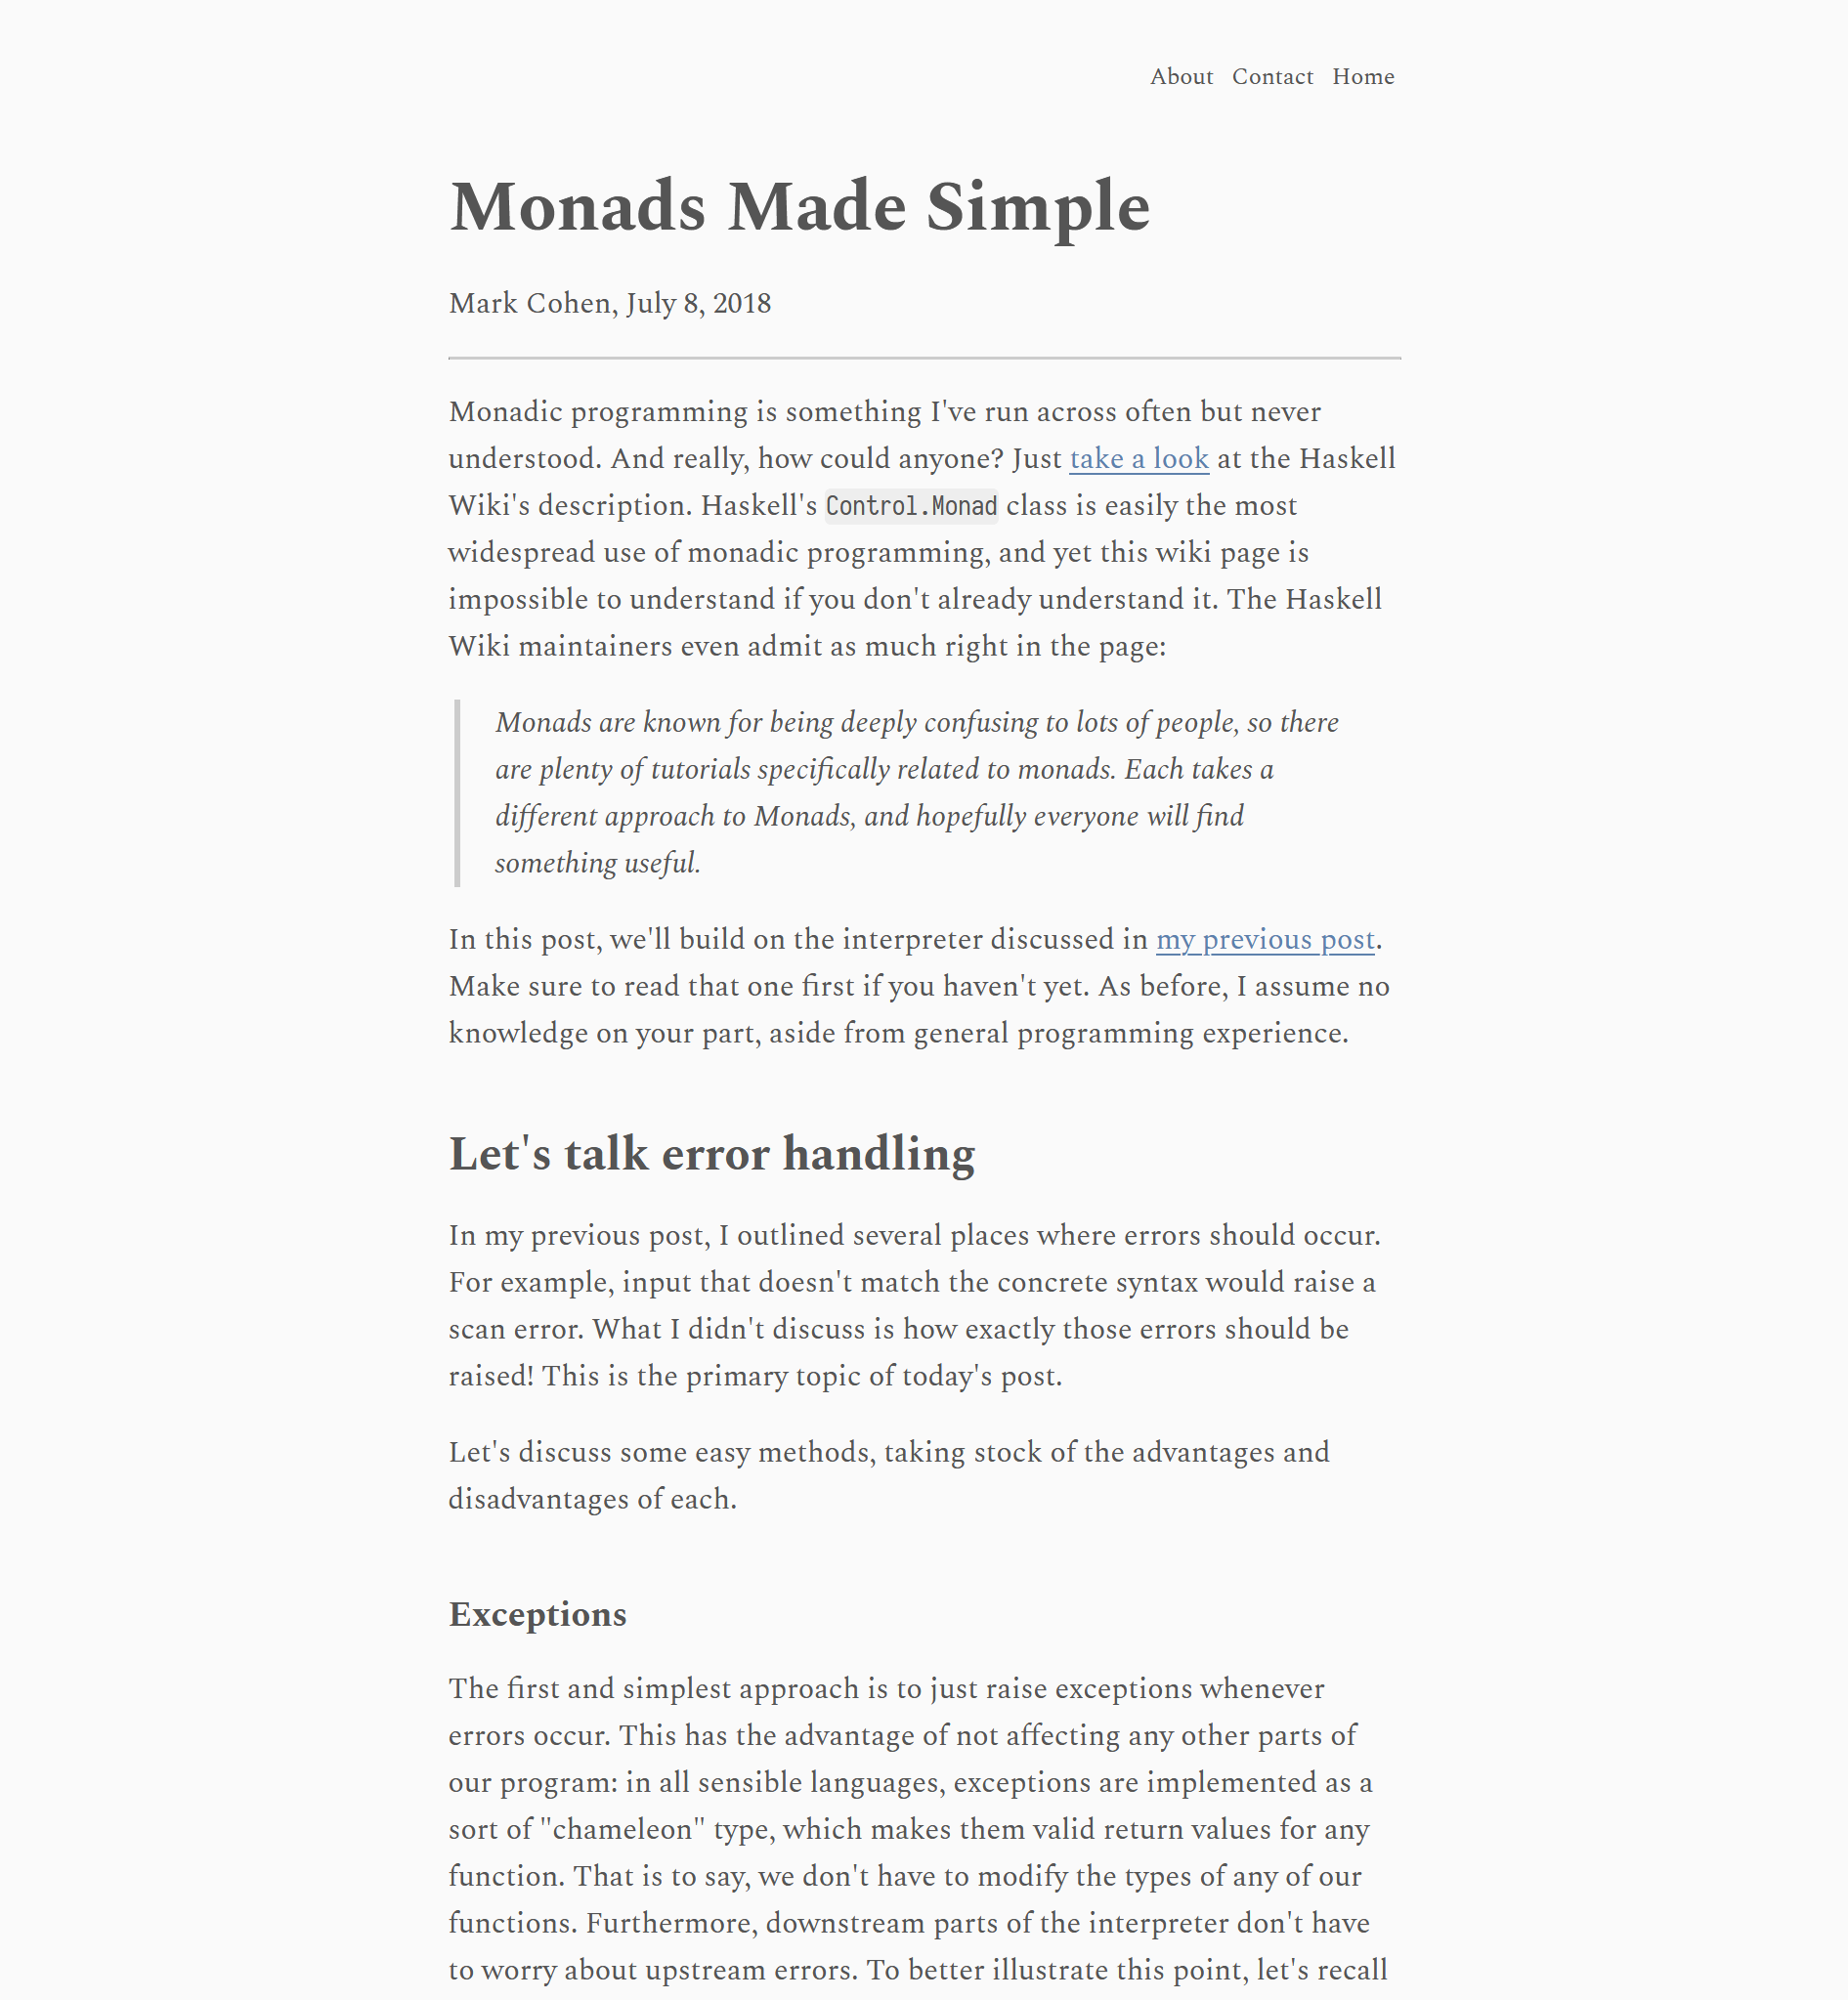 About Contact Home
Monads Made Simple
Mark Cohen, July 8, 2018
Monadic programming is something I've run across often but never
understood. And really, how could anyone? Just take a look at the Haskell
Wiki's description. Haskell's Control.Monad class is easily the most
widespread use of monadic programming, and yet this wiki page is
impossible to understand if you don't already understand it. The Haskell
Wiki maintainers even admit as much right in the page:
Monads are known for being deeply confusing to lots of people, so there
are plenty of tutorials specifically related to monads. Each takes a
different approach to Monads, and hopefully everyone will find
something useful.
In this post, we'll build on the interpreter discussed in my previous post.
Make sure to read that one first if you haven't yet. As before, I assume no
knowledge on your part, aside from general programming experience.
Let's talk error handling
In my previous post, I outlined several places where errors should occur.
For example, input that doesn't match the concrete syntax would raise a
scan error. What I didn't discuss is how exactly those errors should be
raised! This is the primary topic of today's post.
Let's discuss some easy methods, taking stock of the advantages and
disadvantages of each.
Exceptions
The first and simplest approach is to just raise exceptions whenever
errors occur. This has the advantage of not affecting any other parts of
our program: in all sensible languages, exceptions are implemented as a
sort of "chameleon" type, which makes them valid return values for any
function. That is to say, we don't have to modify the types of any of our
functions. Furthermore, downstream parts of the interpreter don't have
to worry about upstream errors. To better illustrate this point, let's recall